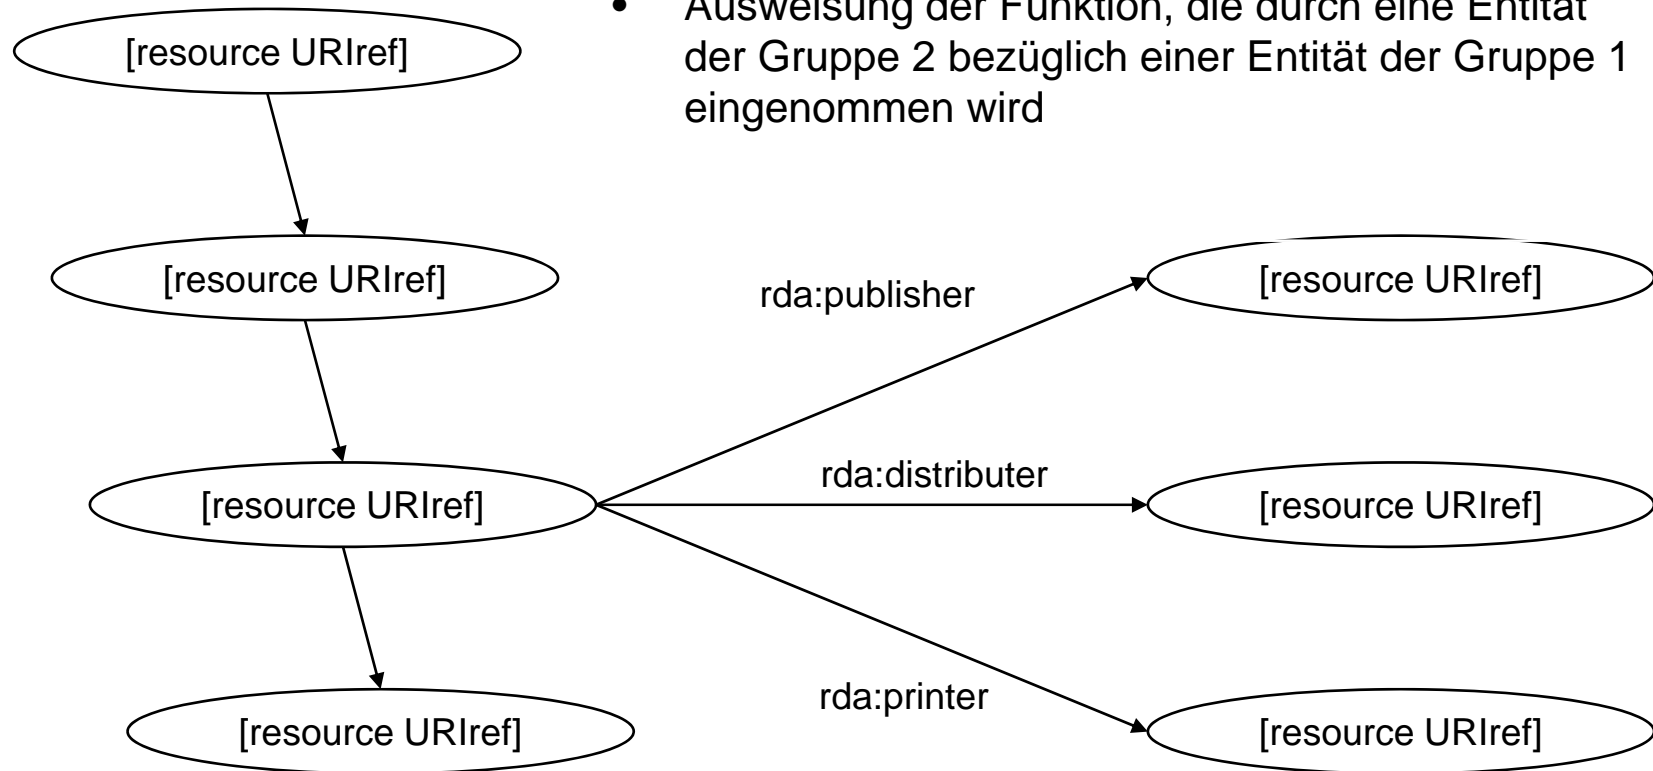 • Ausweisung der Funktion, die durch eine Entität
der Gruppe 2 bezüglich einer Entität der Gruppe 1
eingenommen wird
[resource URIref]
[resource URIref]
rda:publisher
[resource URIref]
[resource URIref]
rda:distributer
[resource URIref]
[resource URIref]
rda:printer
[resource URIref]